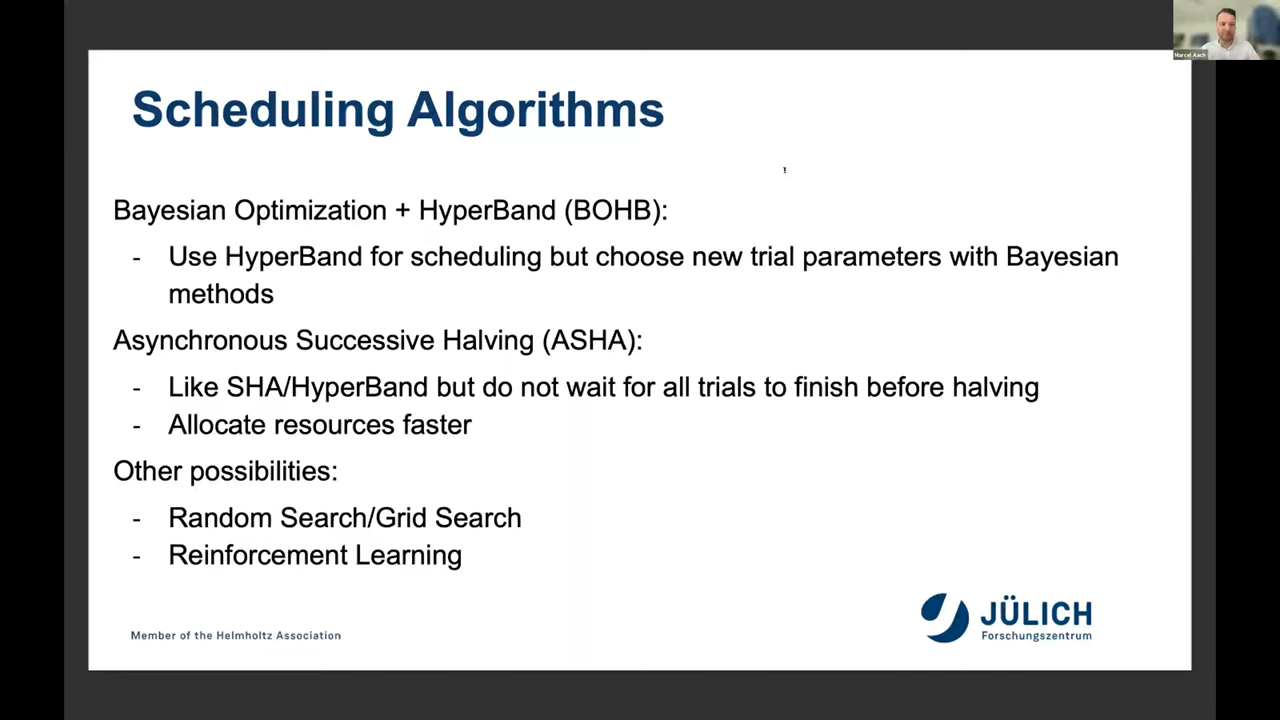 Marcel Aach
Scheduling Algorithms
Bayesian Optimization + HyperBand (BOHB):
- Use HyperBand for scheduling but choose new trial parameters with Bayesian
methods
Asynchronous Successive Halving (ASHA):
- Like SHA/HyperBand but do not wait for all trials to finish before halving
- Allocate resources faster
Other possibilities:
- Random Search/Grid Search
- Reinforcement Learning
Member of the Helmholtz Association
JÜLICH
Forschungszentrum